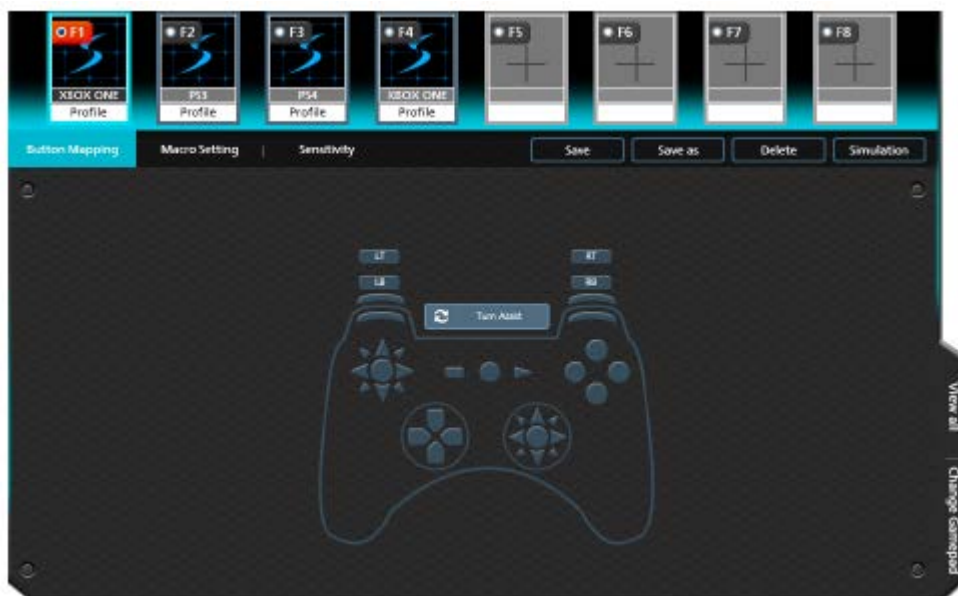 F1 F2 F3 F4 F5 F6 F7 F8
XBOX ONE PS3 PS4 XBOX ONE
Profile Profile Profile Profile
Button Mapping Macro Setting | Sensitivity Save Save as Delete Simulation
LT RT
LB RB
Turn Assist
View all | Change Gamepad